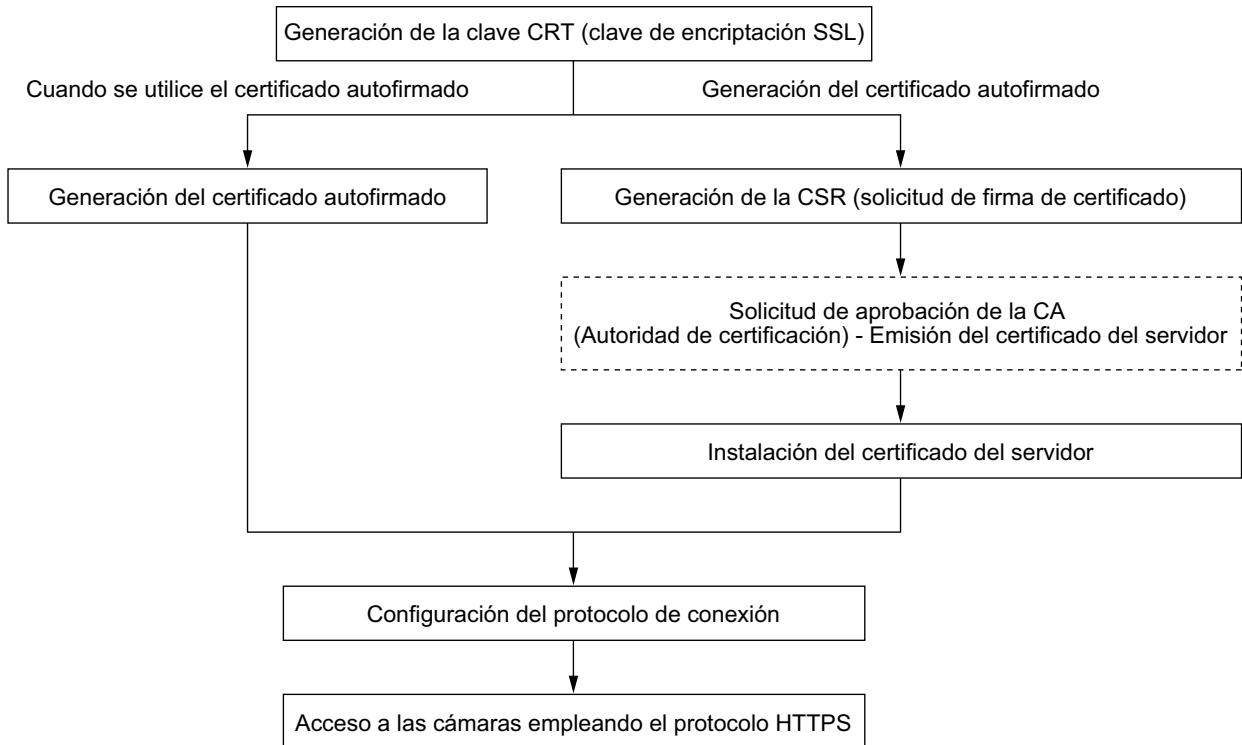 Generación de la clave CRT (clave de encriptación SSL)
Cuando se utilice el certificado autofirmado
Generación del certificado autofirmado
Generación del certificado autofirmado
Generación de la CSR (solicitud de firma de certificado)
Solicitud de aprobación de la CA
(Autoridad de certificación) - Emisión del certificado del servidor
Instalación del certificado del servidor
Configuración del protocolo de conexión
Acceso a las cámaras empleando el protocolo HTTPS